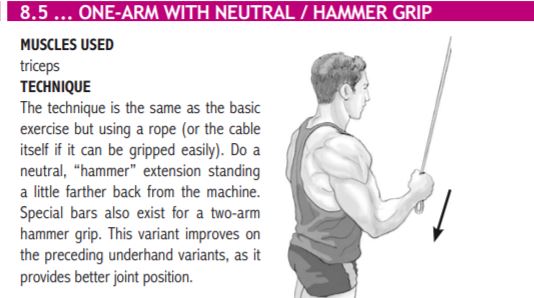 8.5 ... ONE-ARM WITH NEUTRAL / HAMMER GRIP
MUSCLES USED
triceps
TECHNIQUE
The technique is the same as the basic
exercise but using a rope (or the cable
itself if it can be gripped easily). Do a
neutral, “hammer” extension standing
a little farther back from the machine.
Special bars also exist for a two-arm
hammer grip. This variant improves on
the preceding underhand variants, as it
provides better joint position.